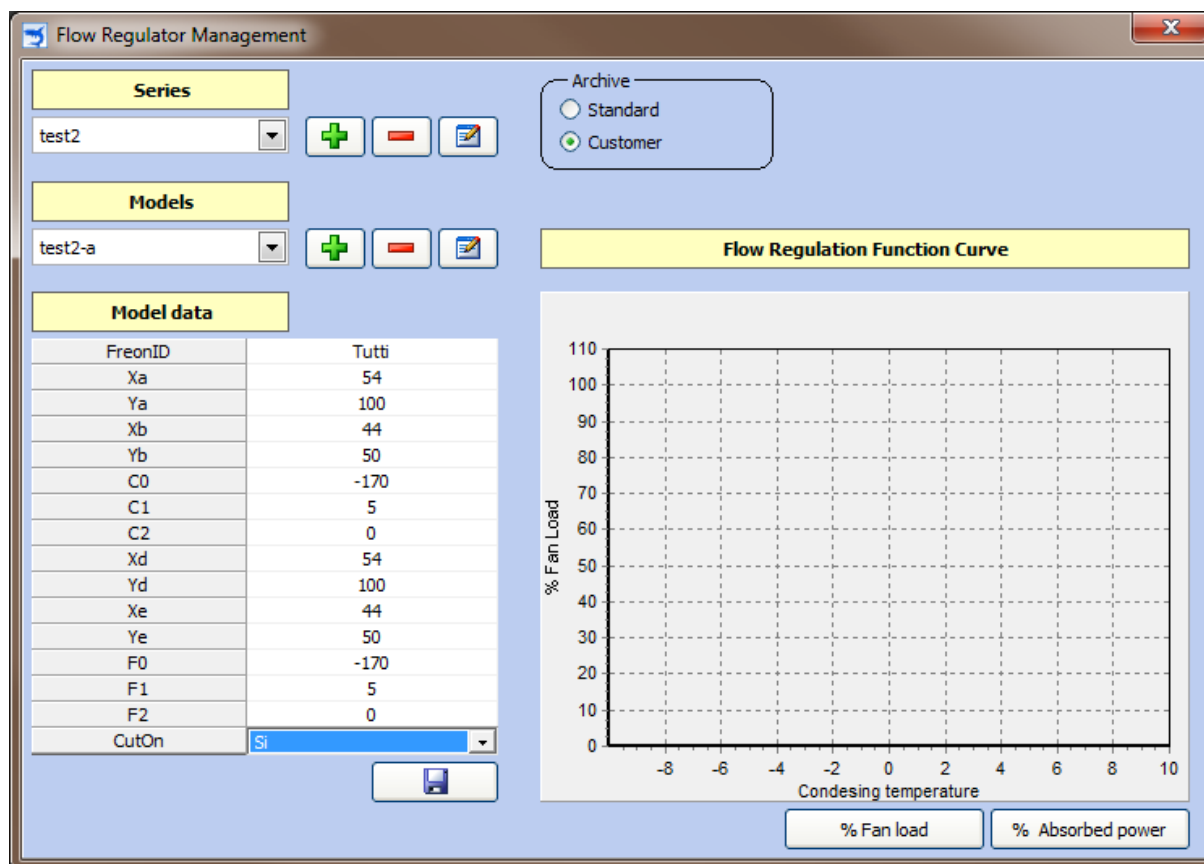 Flow Regulator Management
Series
test2
Archive
Standard
Customer
Models
test2-a
Flow Regulation Function Curve
Model data
FreonID Tutti
Xa 54
Ya 100
Xb 44
Yb 50
C0 -170
C1 5
C2 0
Xd 54
Yd 100
Xe 44
Ye 50
F0 -170
F1 5
F2 0
CutOn Si
% Fan Load
110
100
90
80
70
60
50
40
30
20
10
0
-8 -6 -4 -2 0 2 4 6 8 10
Condesing temperature
% Fan load
% Absorbed power